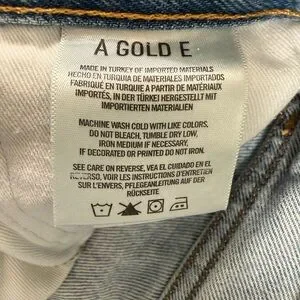 A GOLD E
MADE IN TURKEY OF IMPORTED MATERIALS
HECHO EN TURQUIA DE MATERIALES IMPORTADOS
FABRIQUÉ EN TURQUIE A PARTIR DE MATÉRIAUX
IMPORTÉS, IN DER TÜRKEI HERGESTELLT MIT
IMPORTIERTEN MATERIALIEN
MACHINE WASH COLD WITH LIKE COLORS.
DO NOT BLEACH, TUMBLE DRY LOW,
IRON MEDIUM IF NECESSARY,
IF DECORATED OR PRINTED DO NOT IRON.
SEE CARE ON REVERSE, VEA EL CUIDADO EN EL
REVERSO, VOIR LES INSTRUCTIONS D'ENTRETIEN
SUR L'ENVERS, PFLEGEANLEITUNG AUF DER
RÜCKSEITE